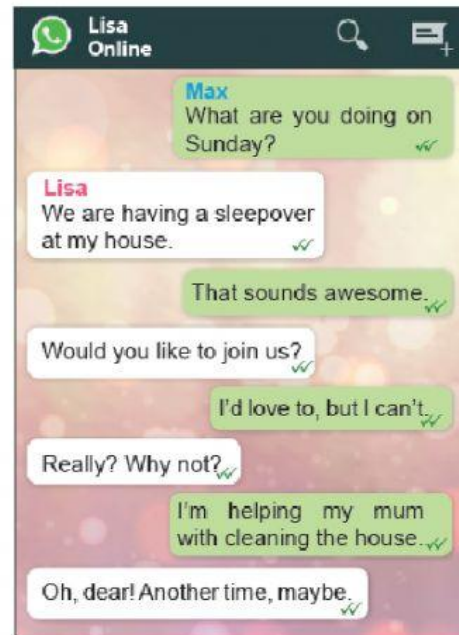 Lisa
Online
Max
What are you doing on
Sunday?
Lisa
We are having a sleepover
at my house.
That sounds awesome.
Would you like to join us?
I'd love to, but I can't.
Really? Why not?
I'm helping my mum
with cleaning the house.
Oh, dear! Another time, maybe.